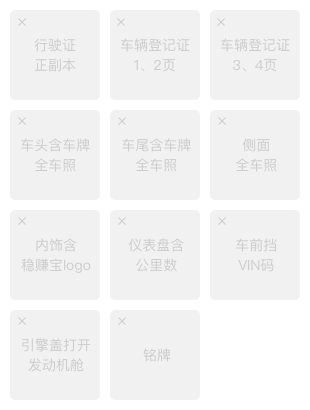 行驶证
正副本
车辆登记证
1、2页
车辆登记证
3、4页
车头含车牌
全车照
车尾含车牌
全车照
侧面
全车照
内饰含
稳赚宝logo
仪表盘含
公里数
车前挡
VIN码
引擎盖打开
发动机舱
铭牌